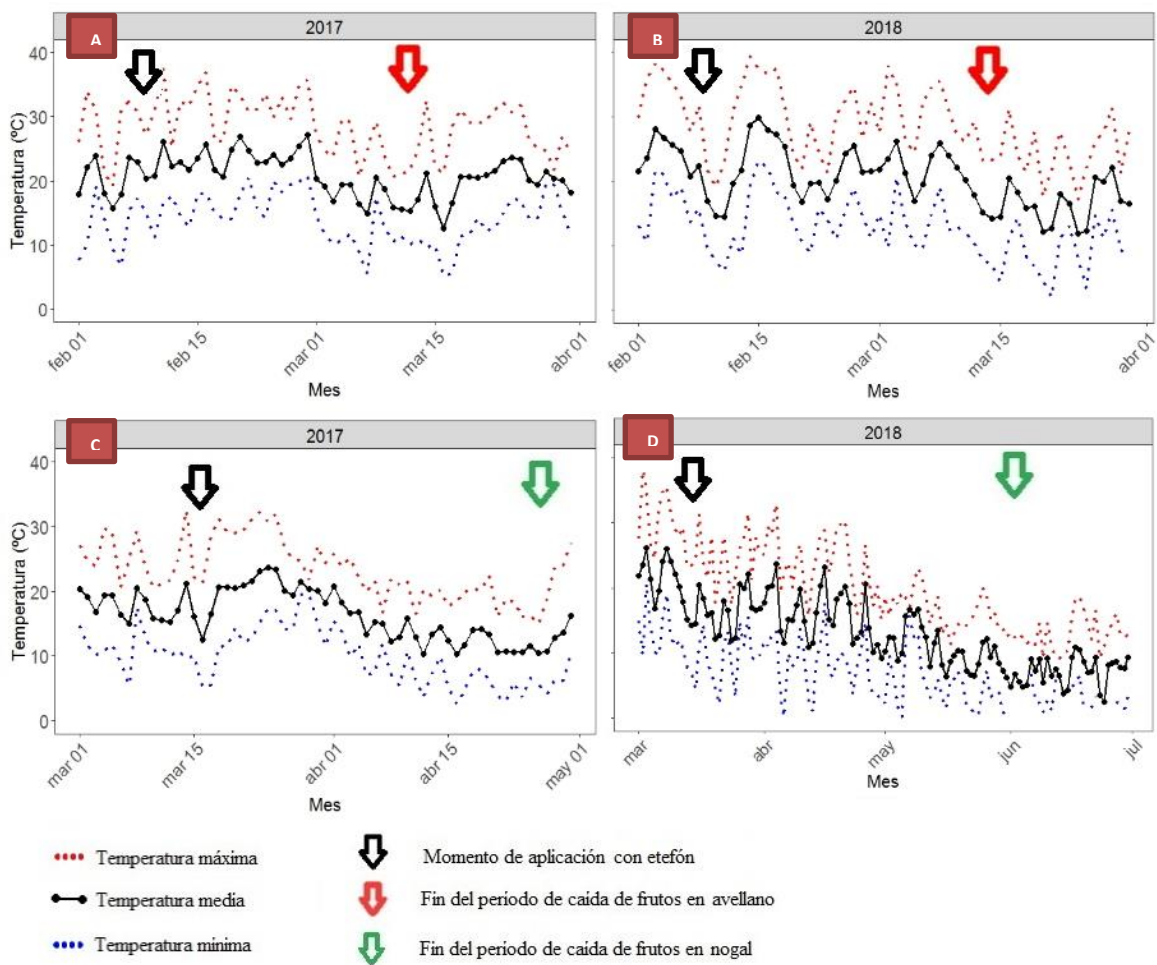 A
2017
B
2018
Temperatura (ºC)
40
30
20
10
0
feb 01
feb 15
mar 01
mar 15
abr 01
Mes
feb 01
feb 15
mar 01
mar 15
abr 01
Mes
C
2017
D
2018
Temperatura (ºC)
40
30
20
10
0
mar 01
mar 15
abr 01
abr 15
may 01
Mes
mar
abr
may
jun
jul
Mes
Temperatura máxima
Momento de aplicación con etefón
Temperatura media
Fin del período de caída de frutos en avellano
Temperatura mínima
Fin del periodo de caída de frutos en nogal